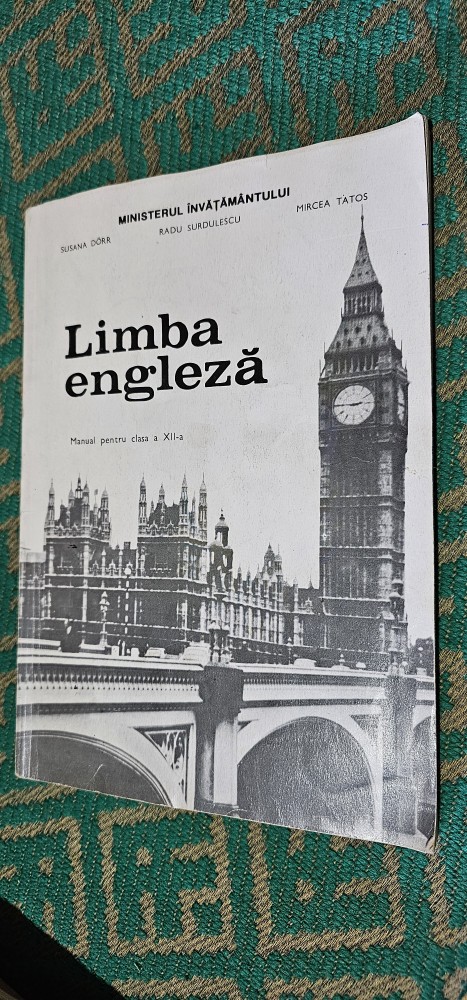 MINISTERUL ÎNVĂȚĂMÂNTULUI
SUSANA DÖRR RADU SURDULESCU MIRCEA TATOS
Limba
engleză
Manual pentru clasa a XII-a